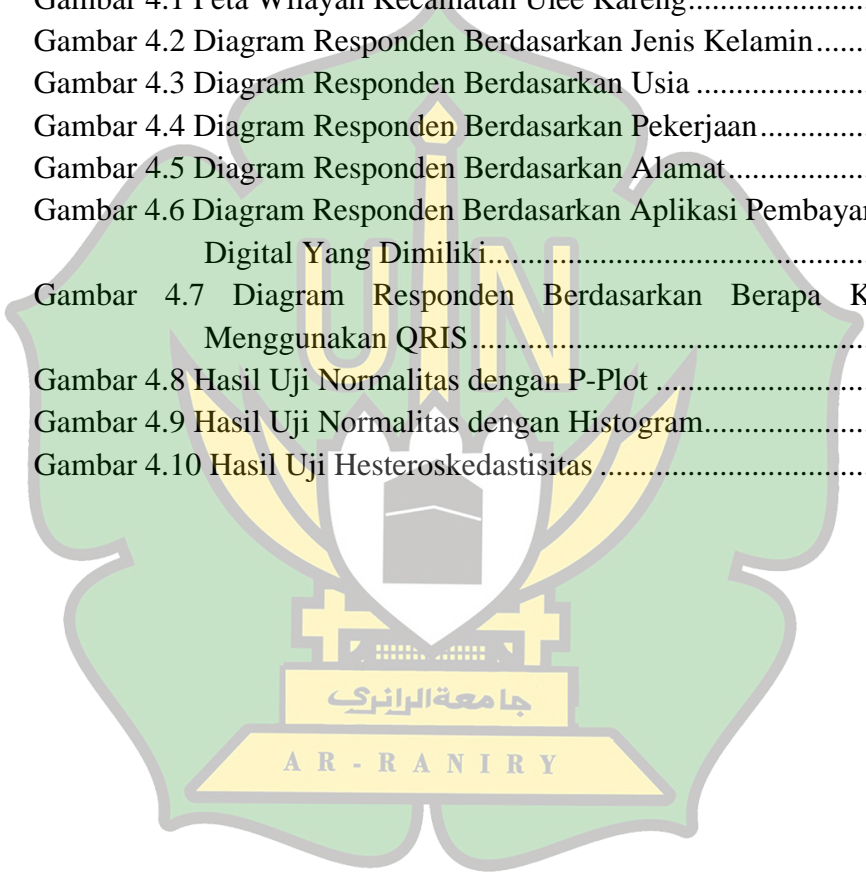 Gambar 4.1 Peta Wilayah Kecamatan Ulee Kareng
Gambar 4.2 Diagram Responden Berdasarkan Jenis Kelamin
Gambar 4.3 Diagram Responden Berdasarkan Usia
Gambar 4.4 Diagram Responden Berdasarkan Pekerjaan
Gambar 4.5 Diagram Responden Berdasarkan Alamat
Gambar 4.6 Diagram Responden Berdasarkan Aplikasi
Digital Yang Dimiliki
Gambar 4.7 Diagram Responden Berdasarkan Berapa
Menggunakan QRIS
Gambar 4.8 Hasil Uji Normalitas dengan P-Plot
Gambar 4.9 Hasil Uji Normalitas dengan Histogram
Gambar 4.10 Hasil Uji Hesteroskedastisitas
UIN
جامعة الرانري
AR-RANIRY